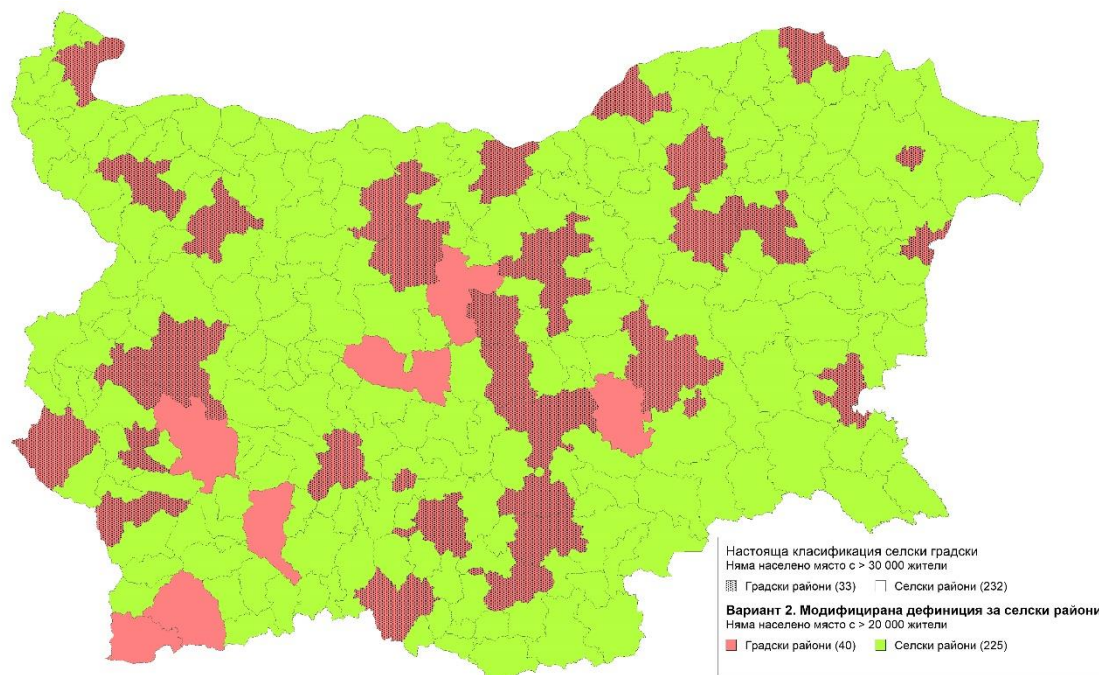 Настояща класификация селски градски
Няма населено място с > 30 000 жители
Градски райони (33) Селски райони (232)
Вариант 2. Модифицирана дефиниция за селски райони
Няма населено място с > 20 000 жители
Градски райони (40) Селски райони (225)